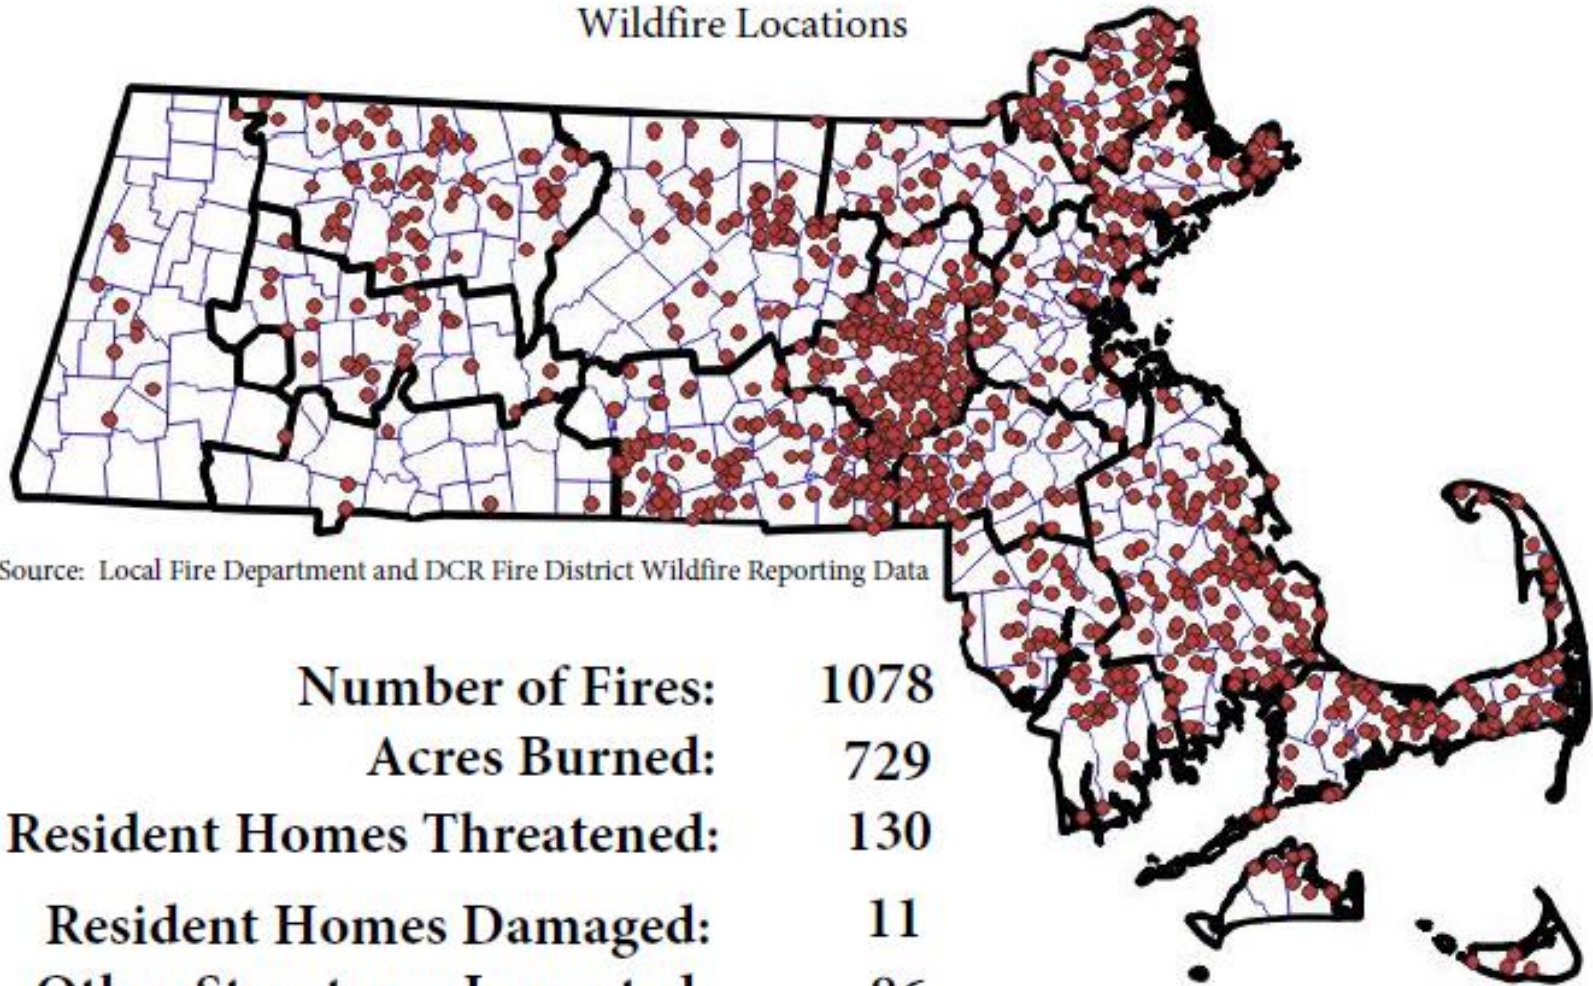 Wildfire Locations
Source: Local Fire Department and DCR Fire District Wildfire Reporting Data
Number of Fires: 1078
Acres Burned: 729
Resident Homes Threatened: 130
Resident Homes Damaged: 11
Other